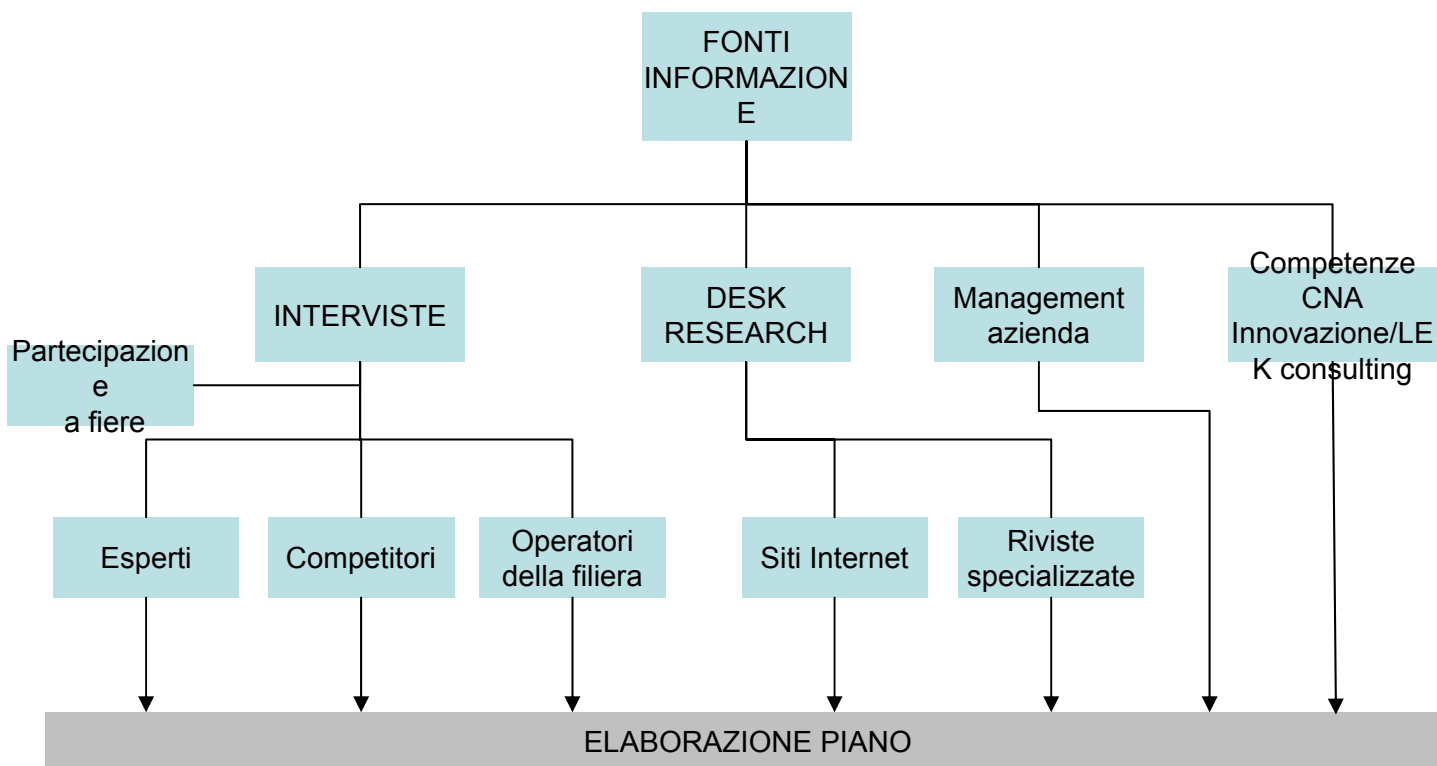 FONTI
INFORMAZION
E
INTERVISTE
DESK
RESEARCH
Management
azienda
Competenze
CNA
Innovazione/LE
K consulting
Partecipazion
e
a fiere
Esperti
Competitori
Operatori
della filiera
Siti Internet
Riviste
specializzate
ELABORAZIONE PIANO